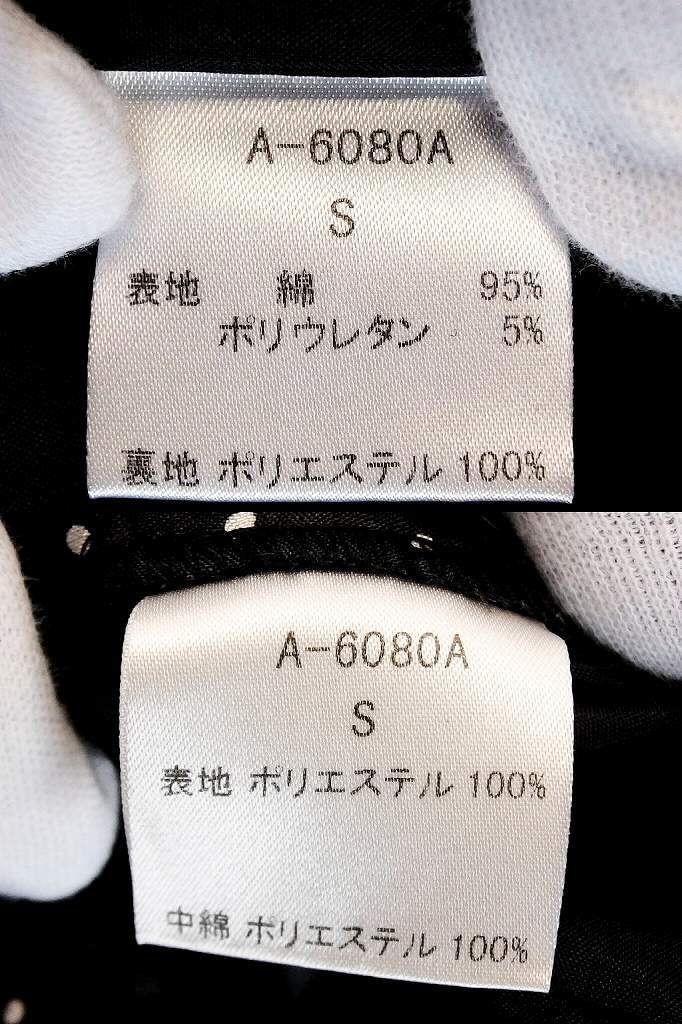 A-6080A
S
表地 綿 95%
ポリウレタン 5%
裏地 ポリエステル 100%
A-6080A
S
表地 ポリエステル 100%
中綿 ポリエステル 100%